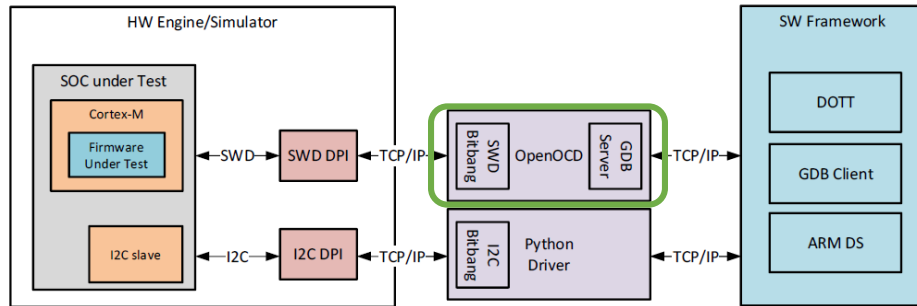 HW Engine/Simulator
SW Framework
SOC under Test
Cortex-M
Firmware
Under Test
SWD
SWD DPI
TCP/IP
SWD
Bitbang
OpenOCD
GDB
Server
TCP/IP
DOTT
GDB Client
ARM DS
I2C slave
I2C
I2C DPI
TCP/IP
I2C
Bitbang
Python
Driver
TCP/IP